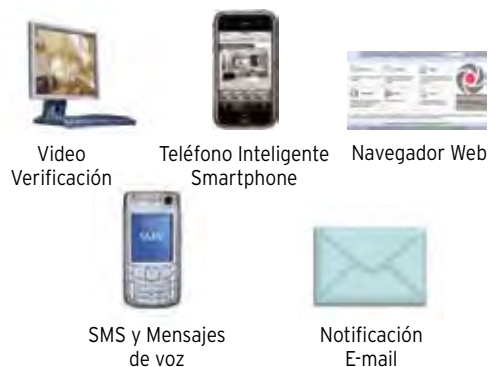 Video
Verificación
Teléfono Inteligente
Smartphone
Navegador Web
SMS y Mensajes
de voz
Notificación
E-mail